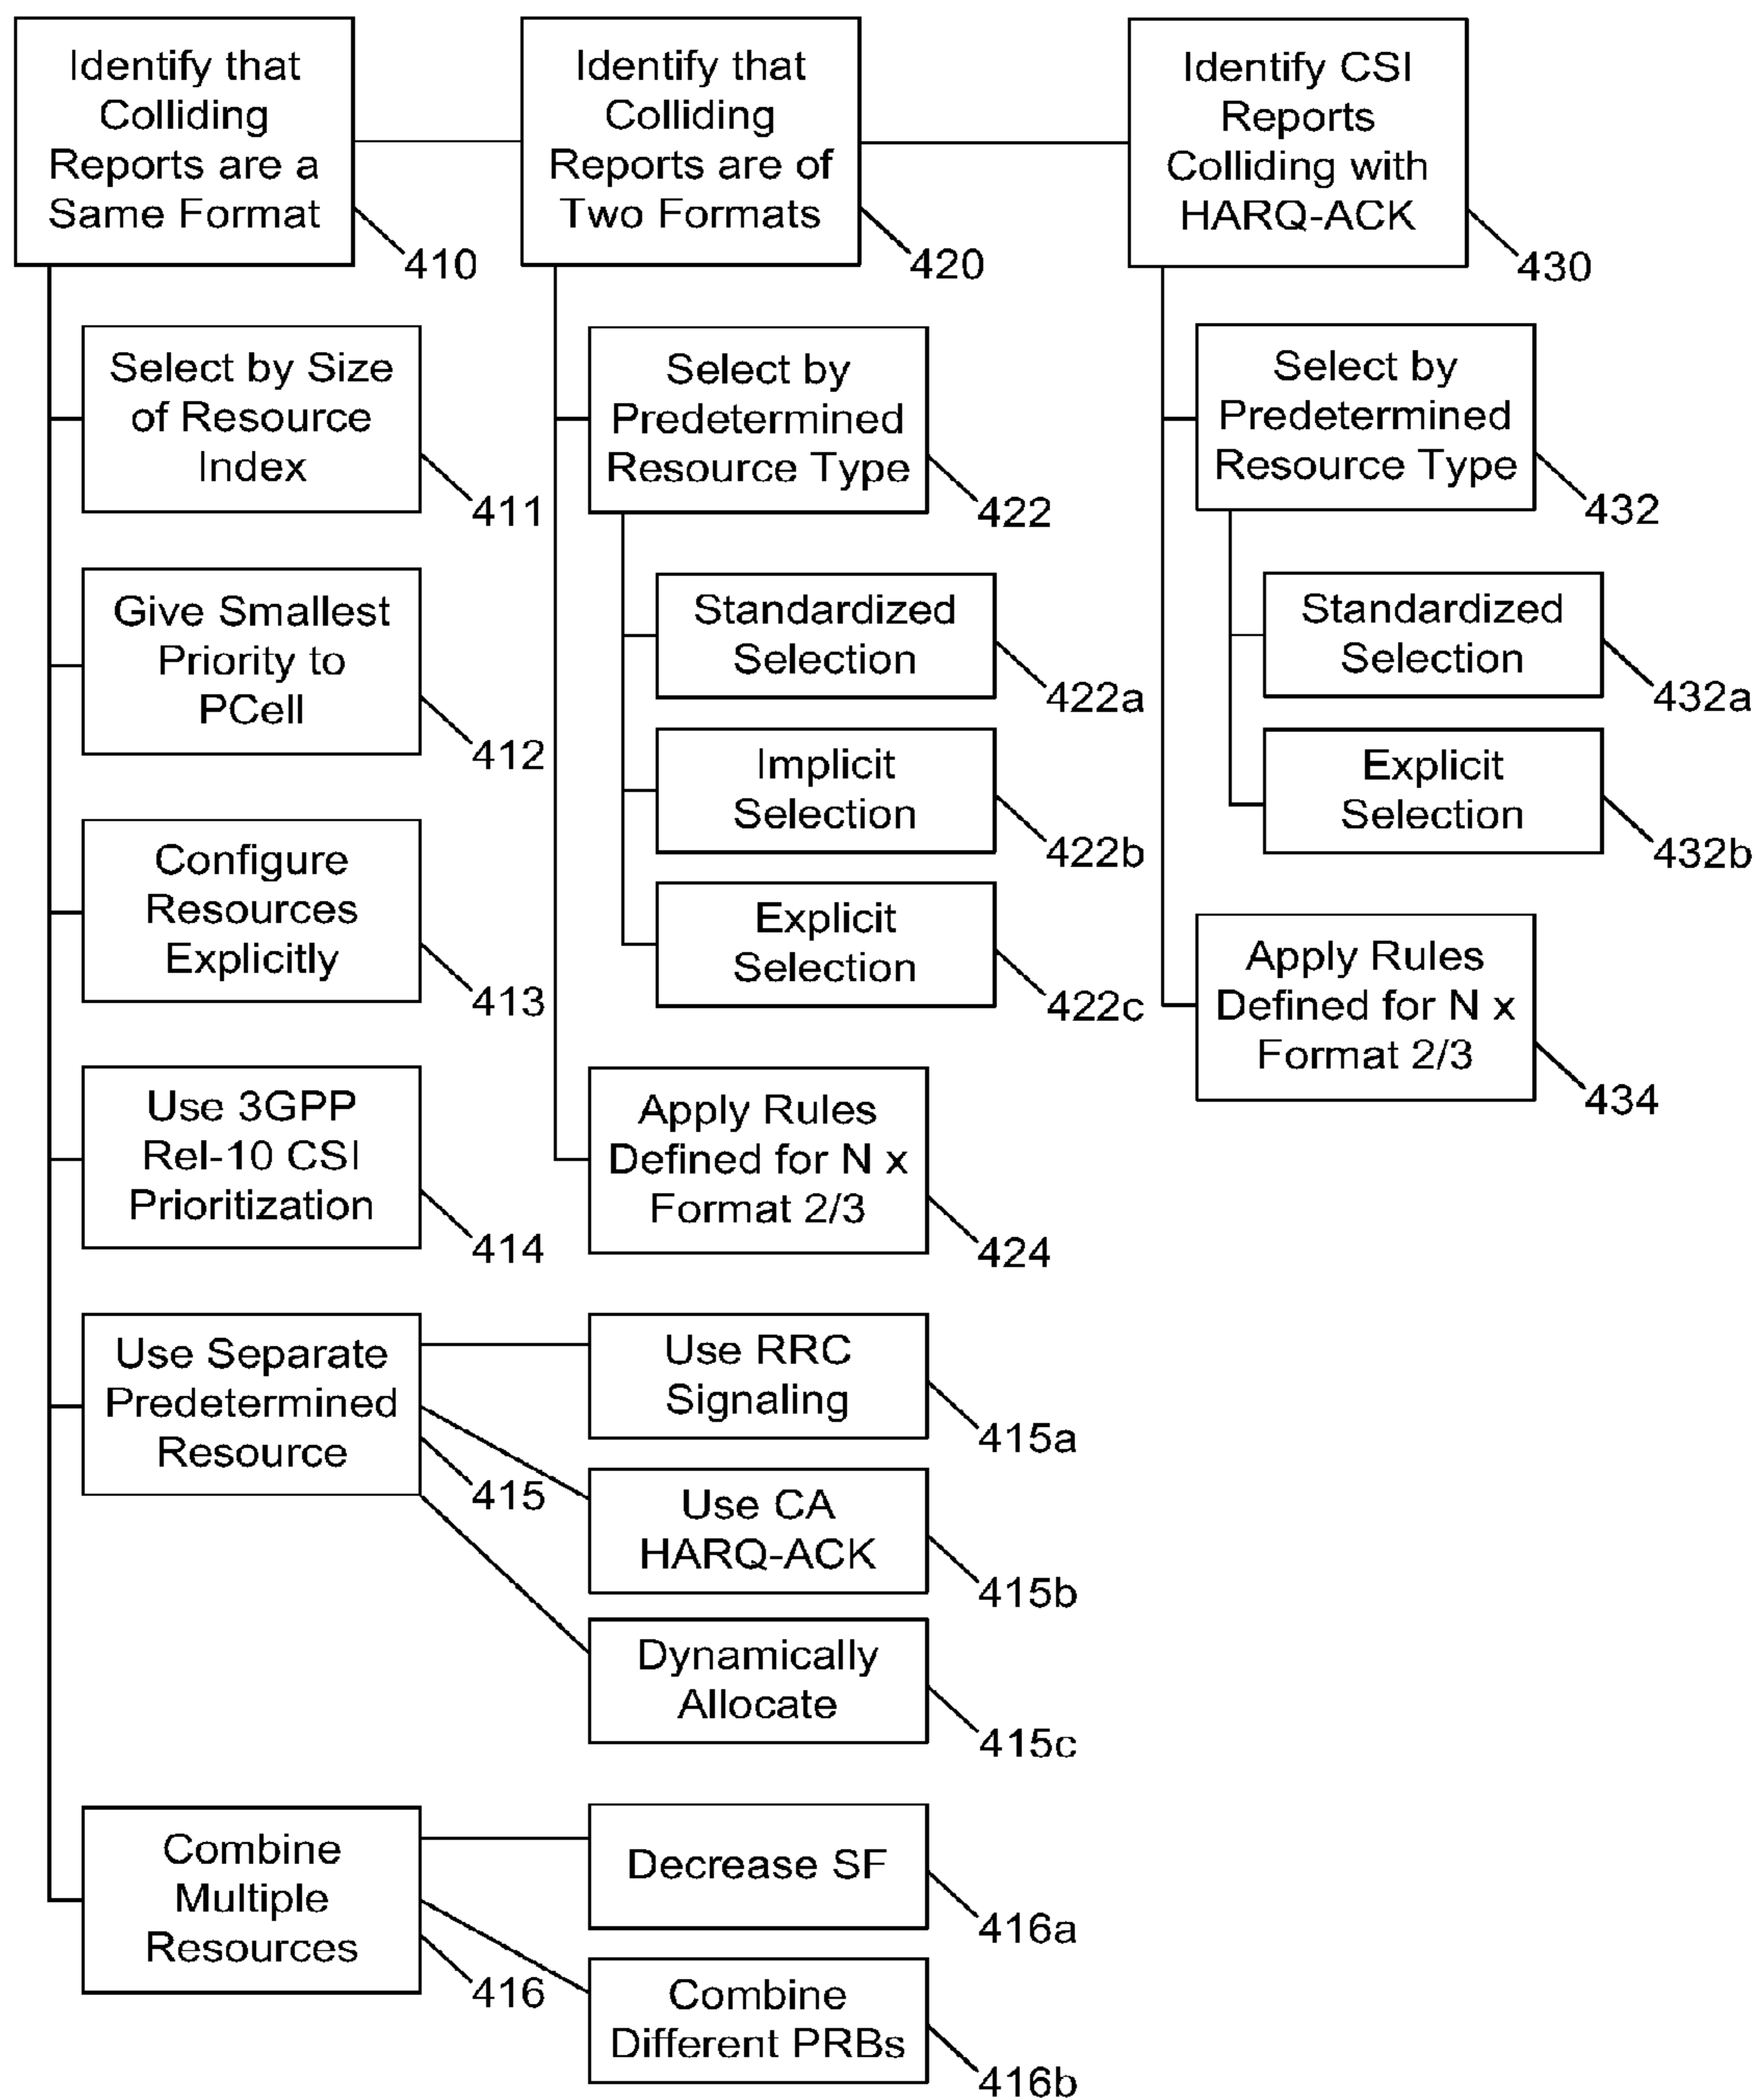 Identify that
Colliding
Reports are a
Same Format
410
Identify that
Colliding
Reports are of
Two Formats
420
Identify CSI
Reports
Colliding with
HARQ-ACK
430
Select by Size
of Resource
Index
411
Give Smallest
Priority to
PCell
412
Configure
Resources
Explicitly
413
Use 3GPP
Rel-10 CSI
Prioritization
414
Use Separate
Predetermined
Resource
415
Use RRC
Signaling
415a
Use CA
HARQ-ACK
415b
Dynamically
Allocate
415c
Combine
Multiple
Resources
416
Decrease SF
416a
Combine
Different PRBs
416b
Select by
Predetermined
Resource Type
422
Standardized
Selection
422a
Implicit
Selection
422b
Explicit
Selection
422c
Apply Rules
Defined for N x
Format 2/3
424
Select by
Predetermined
Resource Type
432
Standardized
Selection
432a
Explicit
Selection
432b
Apply Rules
Defined for N x
Format 2/3
434